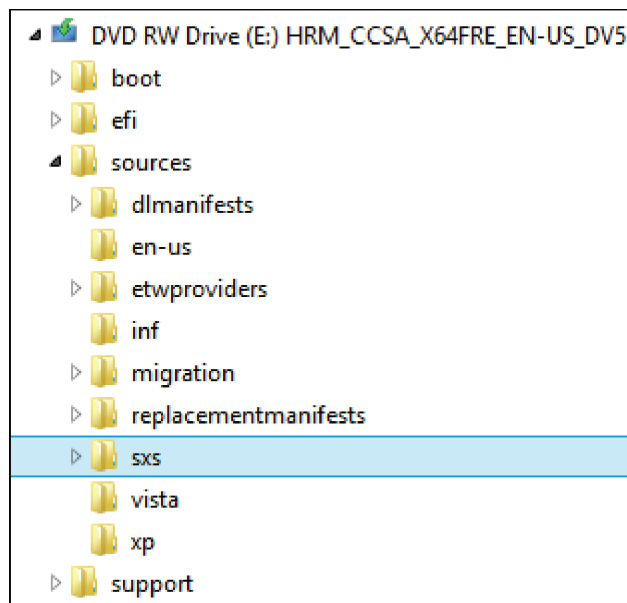 DVD RW Drive (E:) HRM_CCSA_X64FRE_EN-US_DV5
boot
efi
sources
dlmanifests
en-us
etwproviders
inf
migration
replacementmanifests
sxs
vista
xp
support